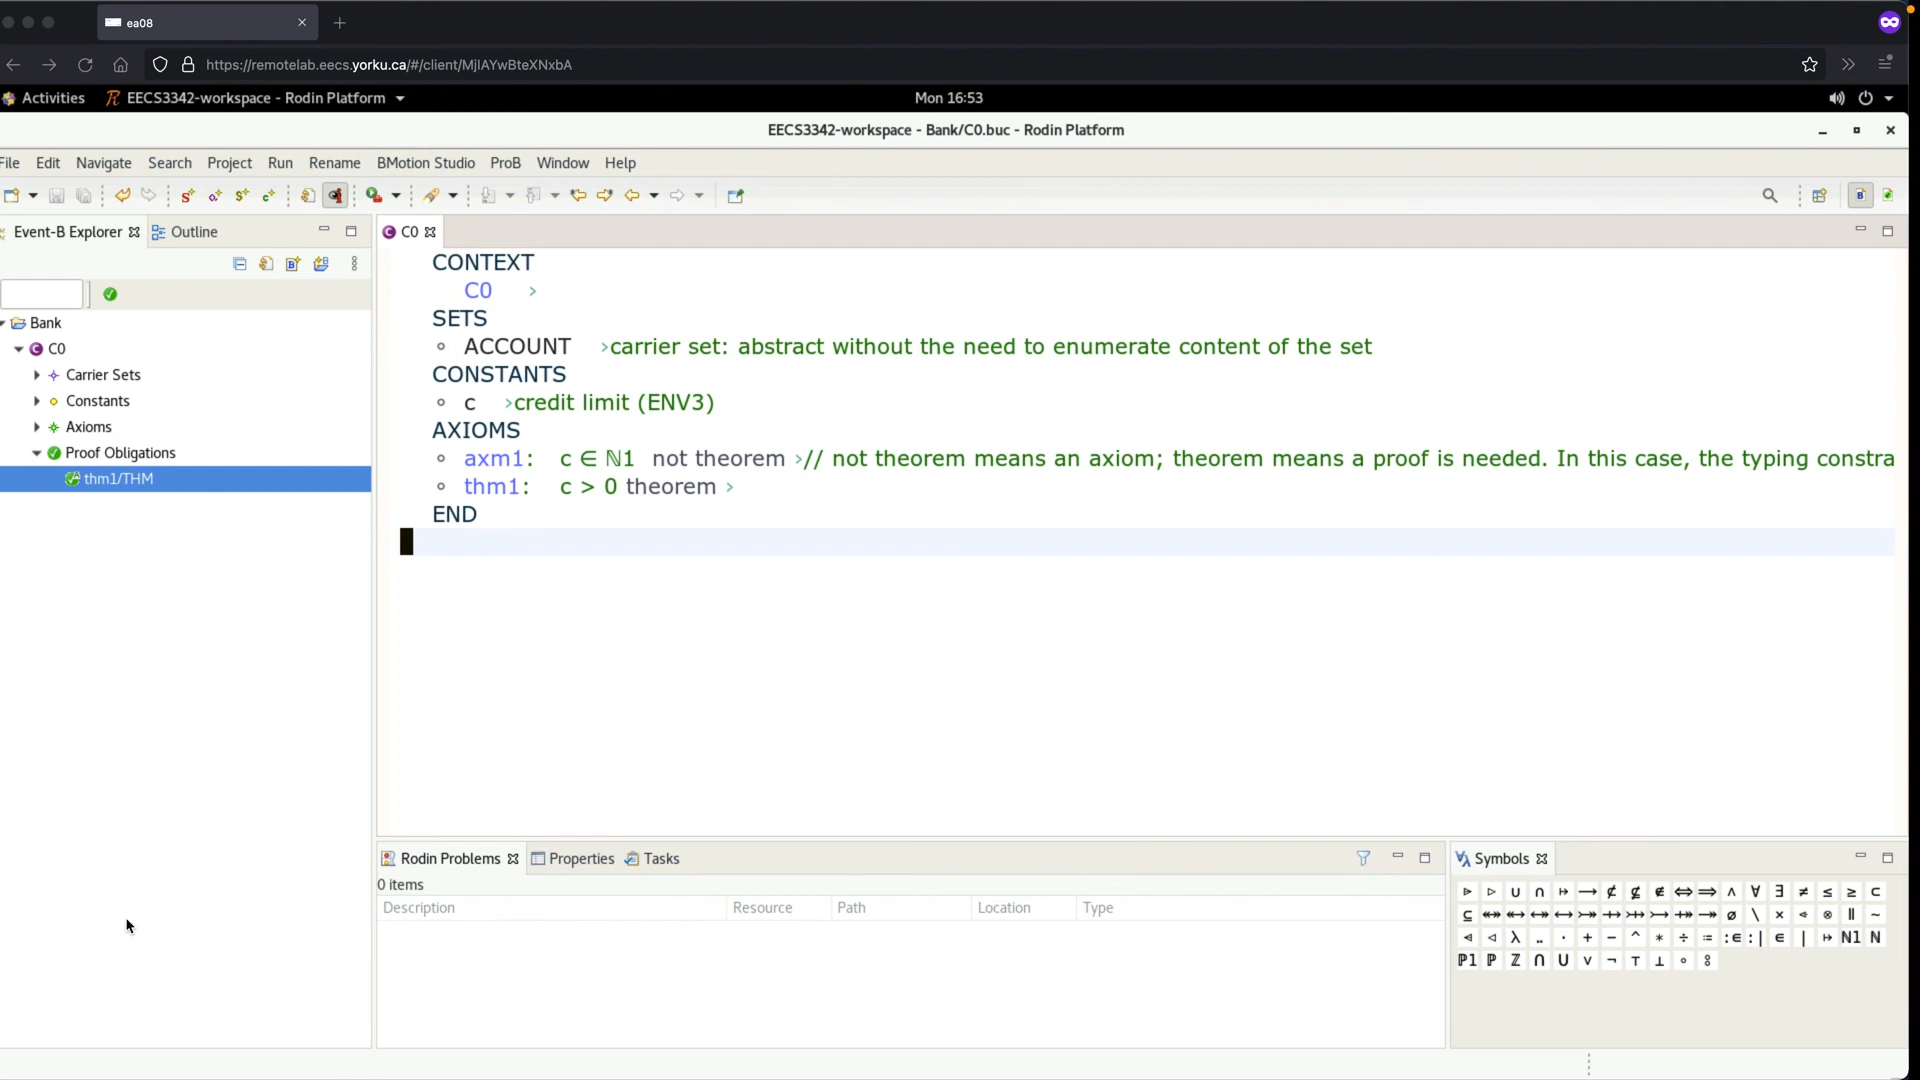 ea08
https://remotelab.eecs.yorku.ca/#/client/MjIAYwBteXNxbA
Activities EECS3342-workspace - Rodin Platform Mon 16:53
EECS3342-workspace - Bank/C0.buc - Rodin Platform
File Edit Navigate Search Project Run Rename BMotion Studio ProB Window Help
Event-B Explorer Outline C0
Bank
C0
Carrier Sets
Constants
Axioms
Proof Obligations
thm1/THM
CONTEXT
C0 ›
SETS
◦ ACCOUNT ›carrier set: abstract without the need to enumerate content of the set
CONSTANTS
◦ c ›credit limit (ENV3)
AXIOMS
◦ axm1: c ∈ ℕ1 not theorem ›// not theorem means an axiom; theorem means a proof is needed. In this case, the typing constra
◦ thm1: c > 0 theorem ›
END
Rodin Problems Properties Tasks
0 items
Description Resource Path Location Type
Symbols
∪ ∩ ↦ ⟶ ⊄ ⊈ ∉ ⇔ ⇒ ∧ ∀ ∃ ≠ ≤ ≥ ⊂
⊆ ∅ \ × ⊗ ∥ ∼
λ ‥ · + − ^ ∗ ÷ ≔ :∈ :∣ ∈ ∣ ↦ ℕ1 ℕ
ℙ1 ℙ ℤ ⋂ ⋃ ∨ ¬ ⊤ ⊥ ∘